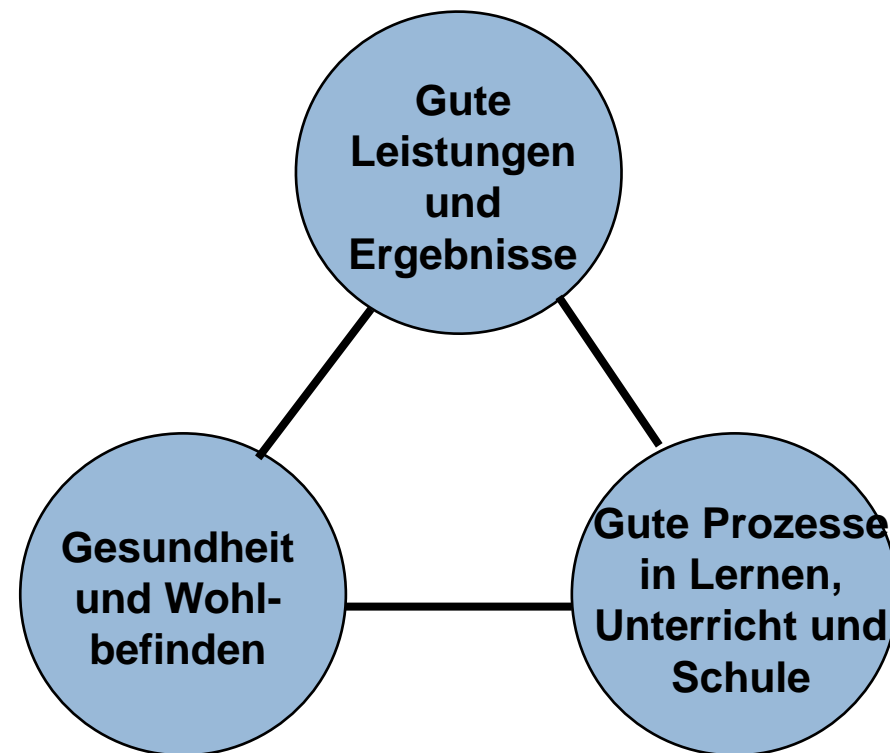 Gute
Leistungen
und
Ergebnisse
Gesundheit
und Wohl-
befinden
Gute Prozesse
in Lernen,
Unterricht und
Schule